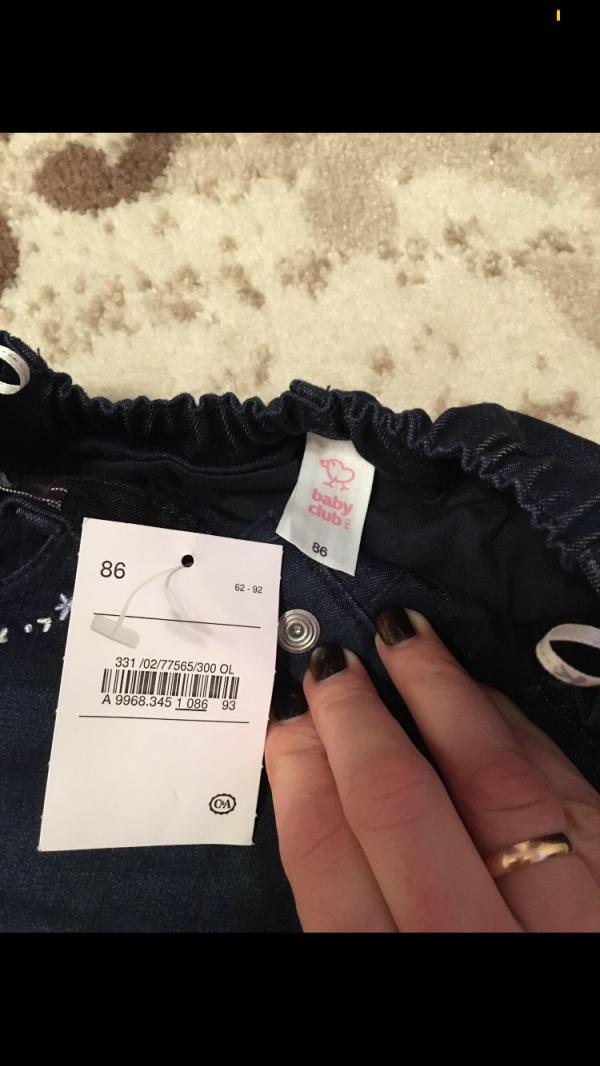 baby
club
86
86
62 - 92
331 /02/77565/300 OL
A 9968.345 1 086 93
C&A